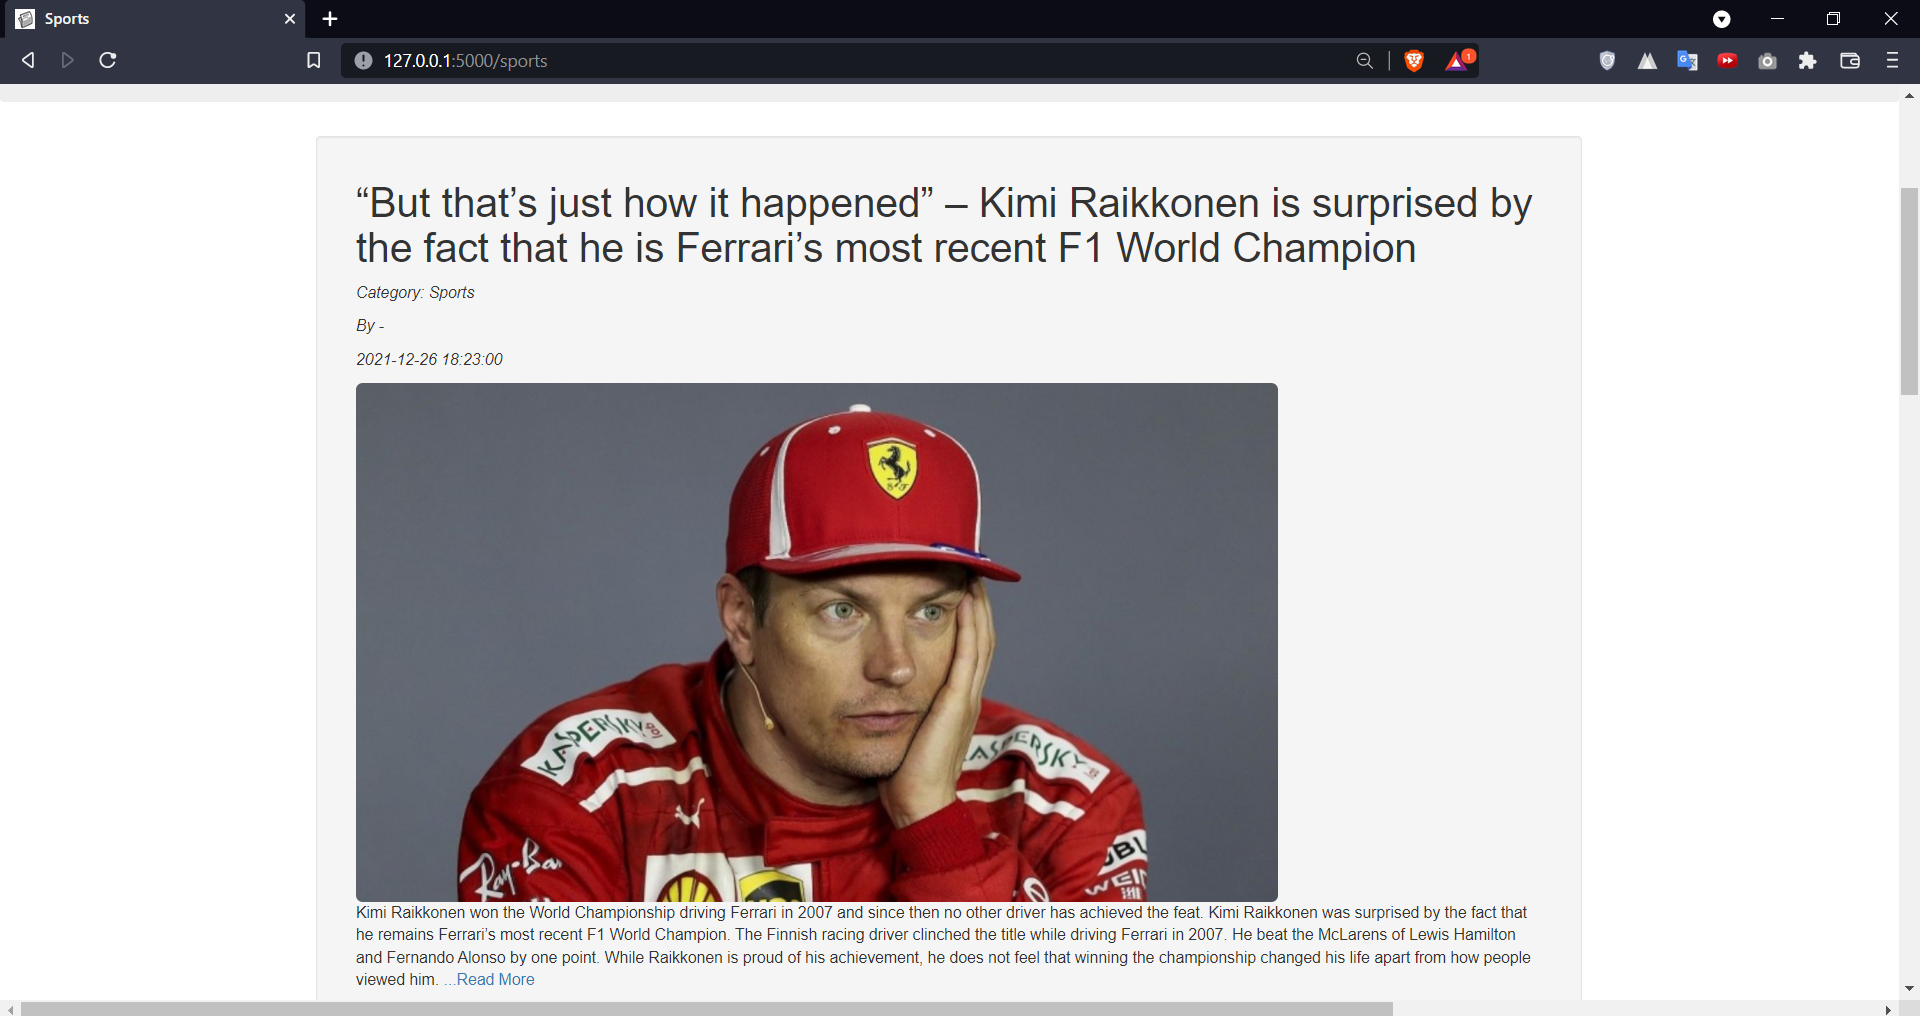 Sports
127.0.0.1:5000/sports
1
“But that’s just how it happened” – Kimi Raikkonen is surprised by
the fact that he is Ferrari’s most recent F1 World Champion
Category: Sports
By -
2021-12-26 18:23:00
S F
KASPERSKY
KASPERSKY
Ray-Ban
Kimi Raikkonen won the World Championship driving Ferrari in 2007 and since then no other driver has achieved the feat. Kimi Raikkonen was surprised by the fact that
he remains Ferrari’s most recent F1 World Champion. The Finnish racing driver clinched the title while driving Ferrari in 2007. He beat the McLarens of Lewis Hamilton
and Fernando Alonso by one point. While Raikkonen is proud of his achievement, he does not feel that winning the championship changed his life apart from how people
viewed him. ...Read More